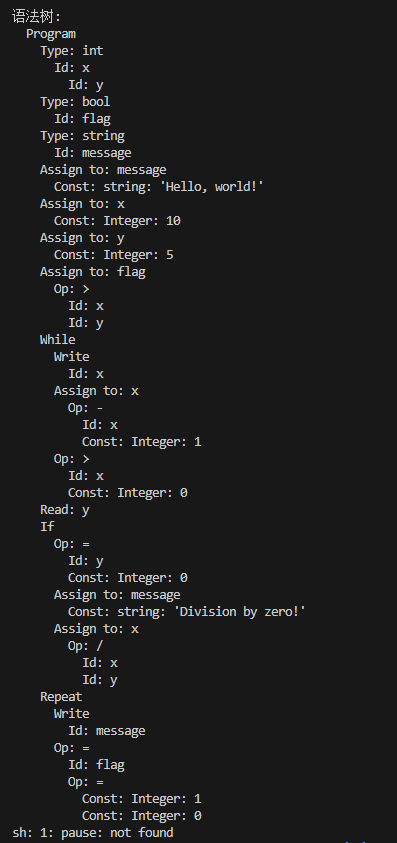 语法树:
  Program
    Type: int
      Id: x
        Id: y
    Type: bool
      Id: flag
    Type: string
      Id: message
    Assign to: message
      Const: string: 'Hello, world!'
    Assign to: x
      Const: Integer: 10
    Assign to: y
      Const: Integer: 5
    Assign to: flag
      Op: >
        Id: x
        Id: y
    While
      Write
        Id: x
      Assign to: x
        Op: -
          Id: x
          Const: Integer: 1
      Op: >
        Id: x
        Const: Integer: 0
    Read: y
    If
      Op: =
        Id: y
        Const: Integer: 0
      Assign to: message
        Const: string: 'Division by zero!'
      Assign to: x
        Op: /
          Id: x
          Id: y
    Repeat
      Write
        Id: message
      Op: =
        Id: flag
        Op: =
          Const: Integer: 1
          Const: Integer: 0
sh: 1: pause: not found